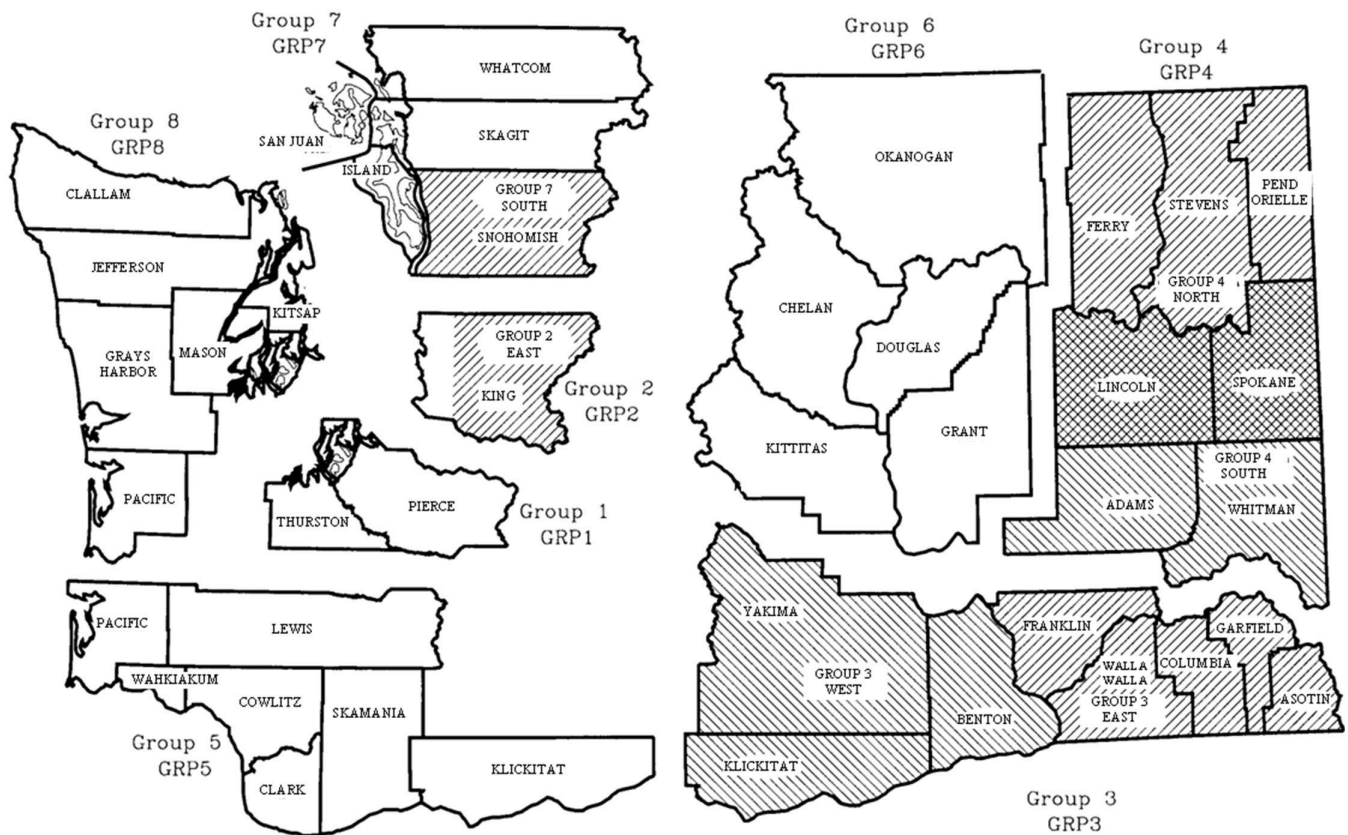 Group 7
GRP7
WHATCOM
SKAGIT
SAN JUAN
ISLAND
GROUP 7
SOUTH
SNOHOMISH
Group 8
GRP8
CLALLAM
JEFFERSON
KITSAP
MASON
GRAYS
HARBOR
PACIFIC
GROUP 2
EAST
KING
Group 2
GRP2
THURSTON
PIERCE
Group 1
GRP1
PACIFIC
LEWIS
WAHKIAKUM
COWLITZ
SKAMANIA
CLARK
KLICKITAT
Group 5
GRP5
Group 6
GRP6
OKANOGAN
CHELAN
DOUGLAS
KITTITAS
GRANT
Group 4
GRP4
FERRY
STEVENS
PEND
ORIELLE
GROUP 4
NORTH
LINCOLN
SPOKANE
GROUP 4
SOUTH
ADAMS
WHITMAN
YAKIMA
GROUP 3
WEST
KLICKITAT
BENTON
FRANKLIN
WALLA
WALLA
GROUP 3
EAST
COLUMBIA
GARFIELD
ASOTIN
Group 3
GRP3